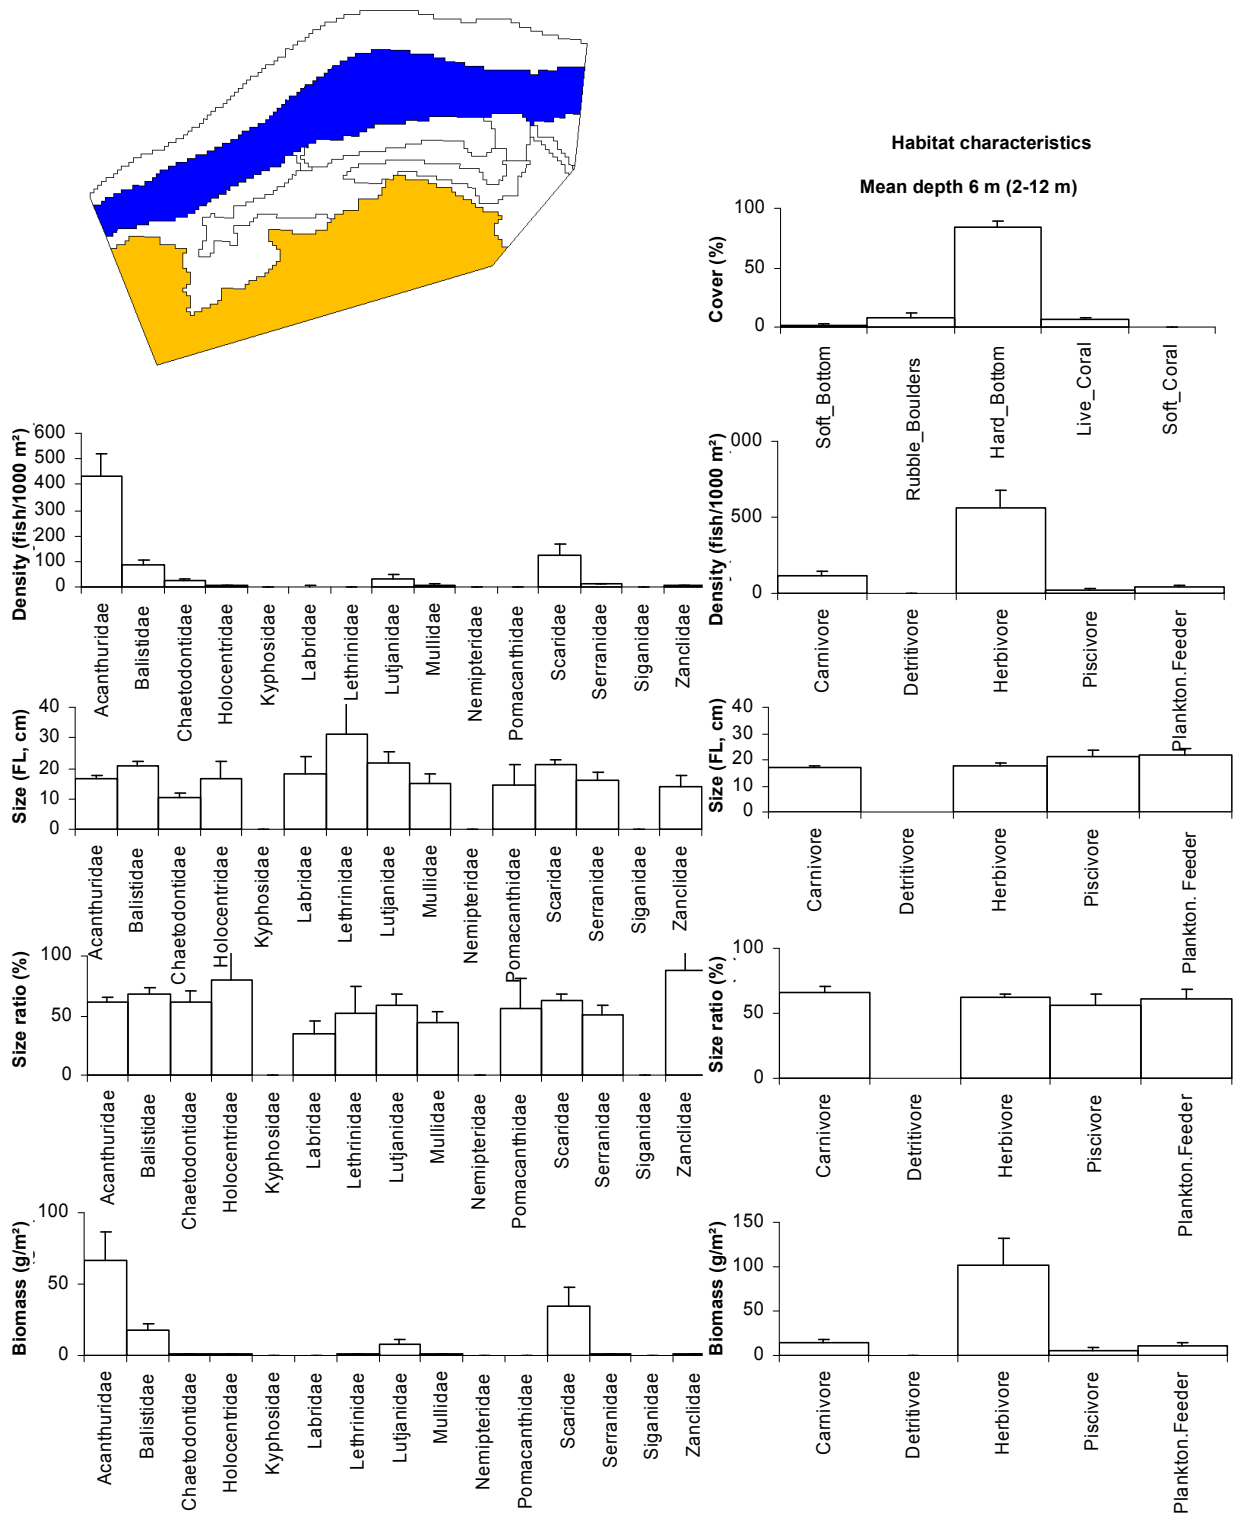 Habitat characteristics
Mean depth 6 m (2-12 m)
Cover (%)
100
50
0
Soft_Bottom
Rubble_Boulders
Hard_Bottom
Live_Coral
Soft_Coral
Density (fish/1000 m²)
600
500
400
300
200
100
0
Acanthuridae
Balistidae
Chaetodontidae
Holocentridae
Kyphosidae
Labridae
Lethrinidae
Lutjanidae
Mullidae
Nemipteridae
Pomacanthidae
Scaridae
Serranidae
Siganidae
Zanclidae
Density (fish/1000 m²)
000
500
0
Carnivore
Detritivore
Herbivore
Piscivore
Plankton.Feeder
Size (FL, cm)
40
30
20
10
0
Acanthuridae
Balistidae
Chaetodontidae
Holocentridae
Kyphosidae
Labridae
Lethrinidae
Lutjanidae
Mullidae
Nemipteridae
Pomacanthidae
Scaridae
Serranidae
Siganidae
Zanclidae
Size (FL, cm)
40
30
20
10
0
Carnivore
Detritivore
Herbivore
Piscivore
Plankton. Feeder
Size ratio (%)
100
50
0
Acanthuridae
Balistidae
Chaetodontidae
Holocentridae
Kyphosidae
Labridae
Lethrinidae
Lutjanidae
Mullidae
Nemipteridae
Pomacanthidae
Scaridae
Serranidae
Siganidae
Zanclidae
Size ratio (%)
100
50
0
Carnivore
Detritivore
Herbivore
Piscivore
Plankton.Feeder
Biomass (g/m²)
100
50
0
Acanthuridae
Balistidae
Chaetodontidae
Holocentridae
Kyphosidae
Labridae
Lethrinidae
Lutjanidae
Mullidae
Nemipteridae
Pomacanthidae
Scaridae
Serranidae
Siganidae
Zanclidae
Biomass (g/m²)
150
100
50
0
Carnivore
Detritivore
Herbivore
Piscivore
Plankton.Feeder